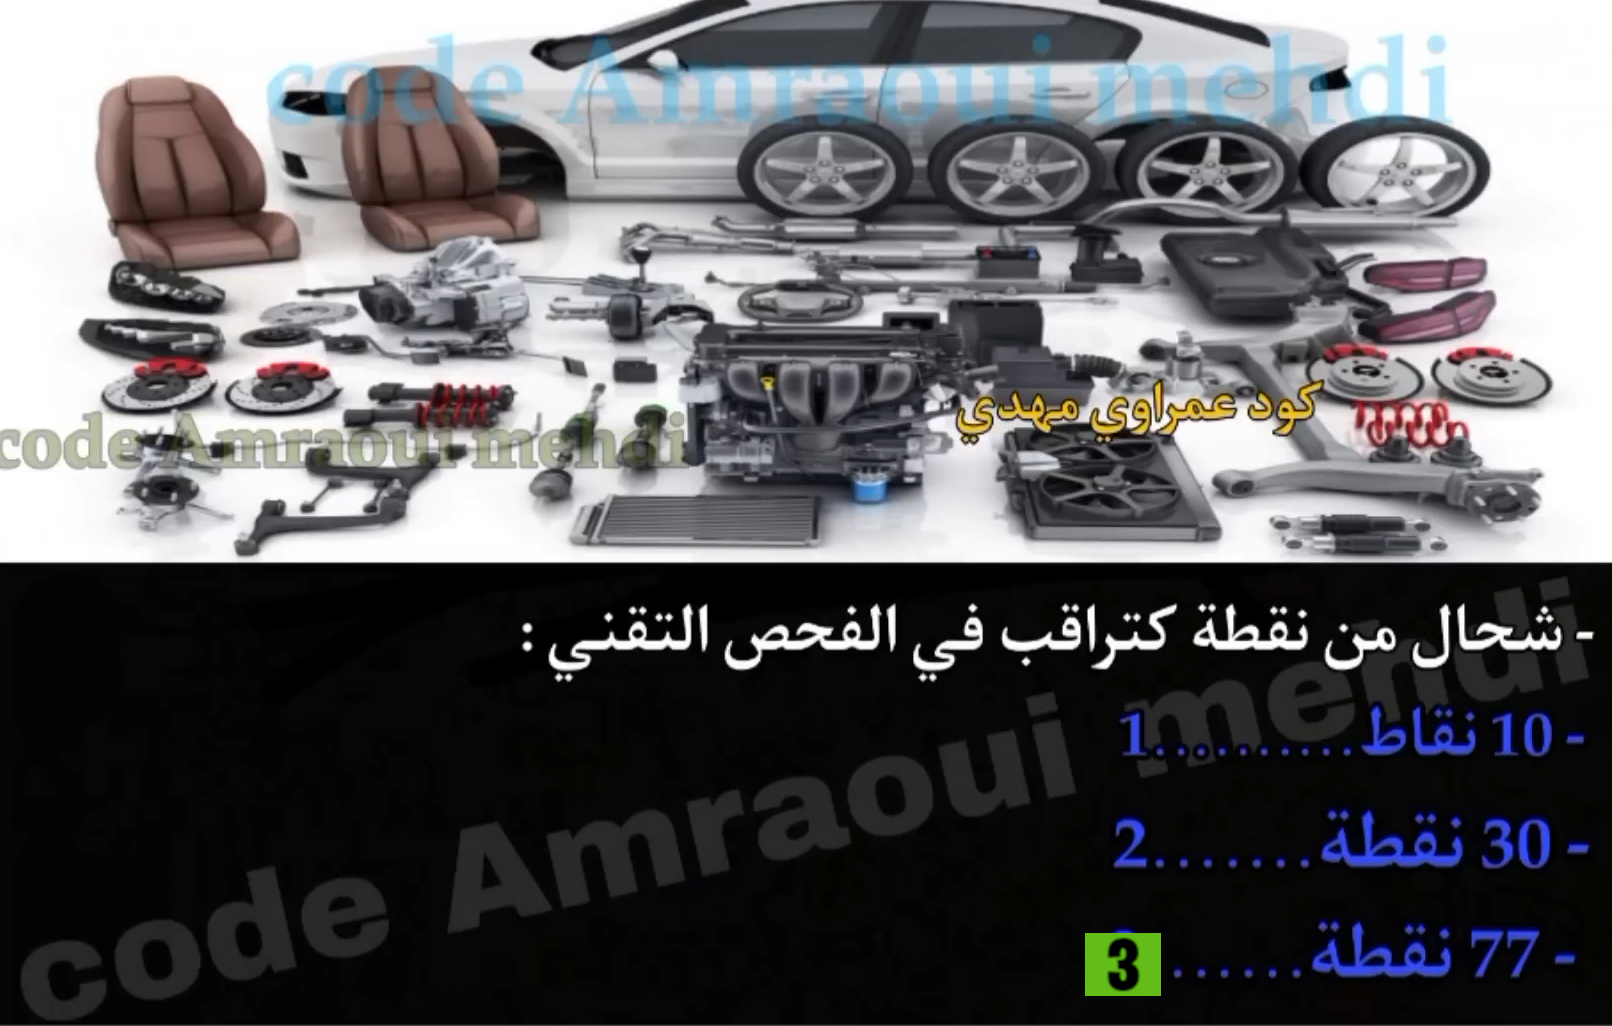 code Amraoui mehdi
كود عمراوي مهدي
code Amraoui mehdi
- شحال من نقطة كتراقب في الفحص التقني :
- 10 نقاط..........1
- 30 نقطة.......2
- 77 نقطة...... 3
code Amraoui mehdi